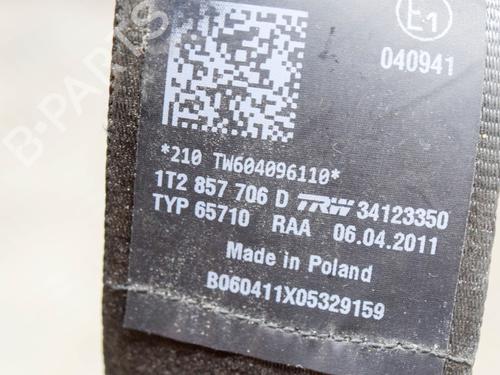 E1
040941
*210 TW604096110*
1T2 857 706 D TRW 34123350
TYP 65710 RAA 06.04.2011
Made in Poland
B060411X05329159
B-PARTS